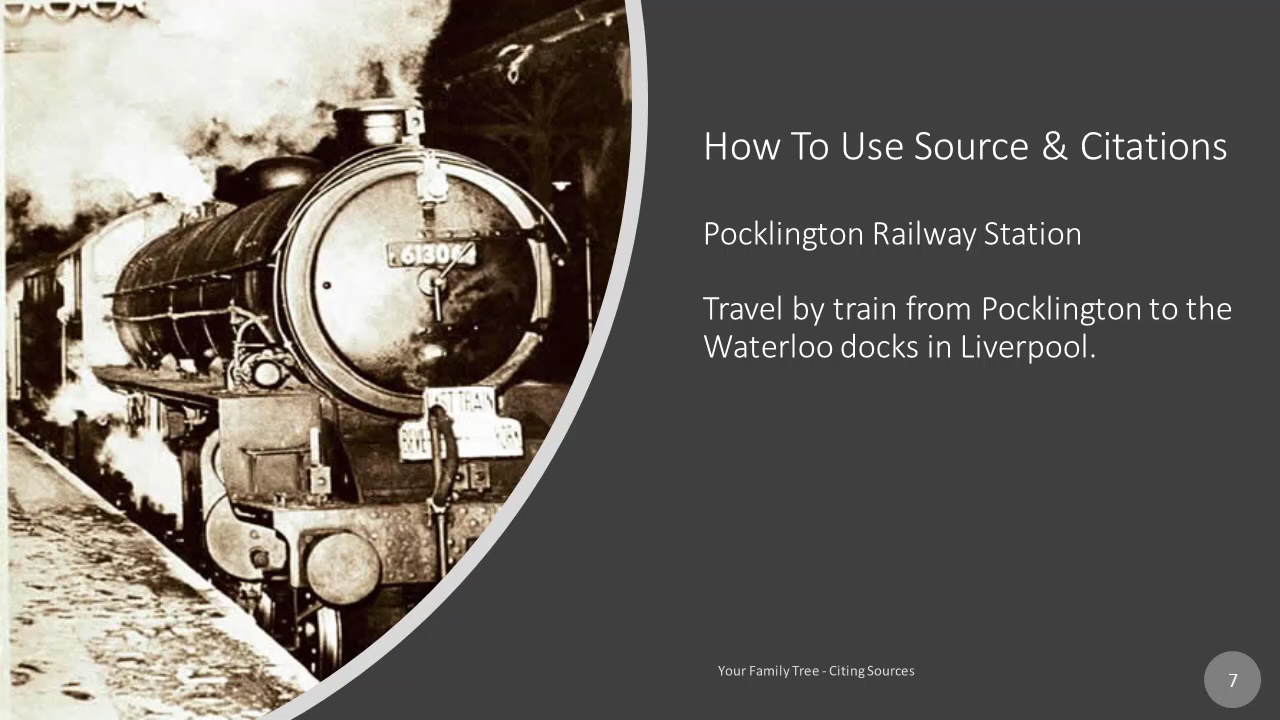 How To Use Source & Citations
Pocklington Railway Station
Travel by train from Pocklington to the
Waterloo docks in Liverpool.
Your Family Tree - Citing Sources
7